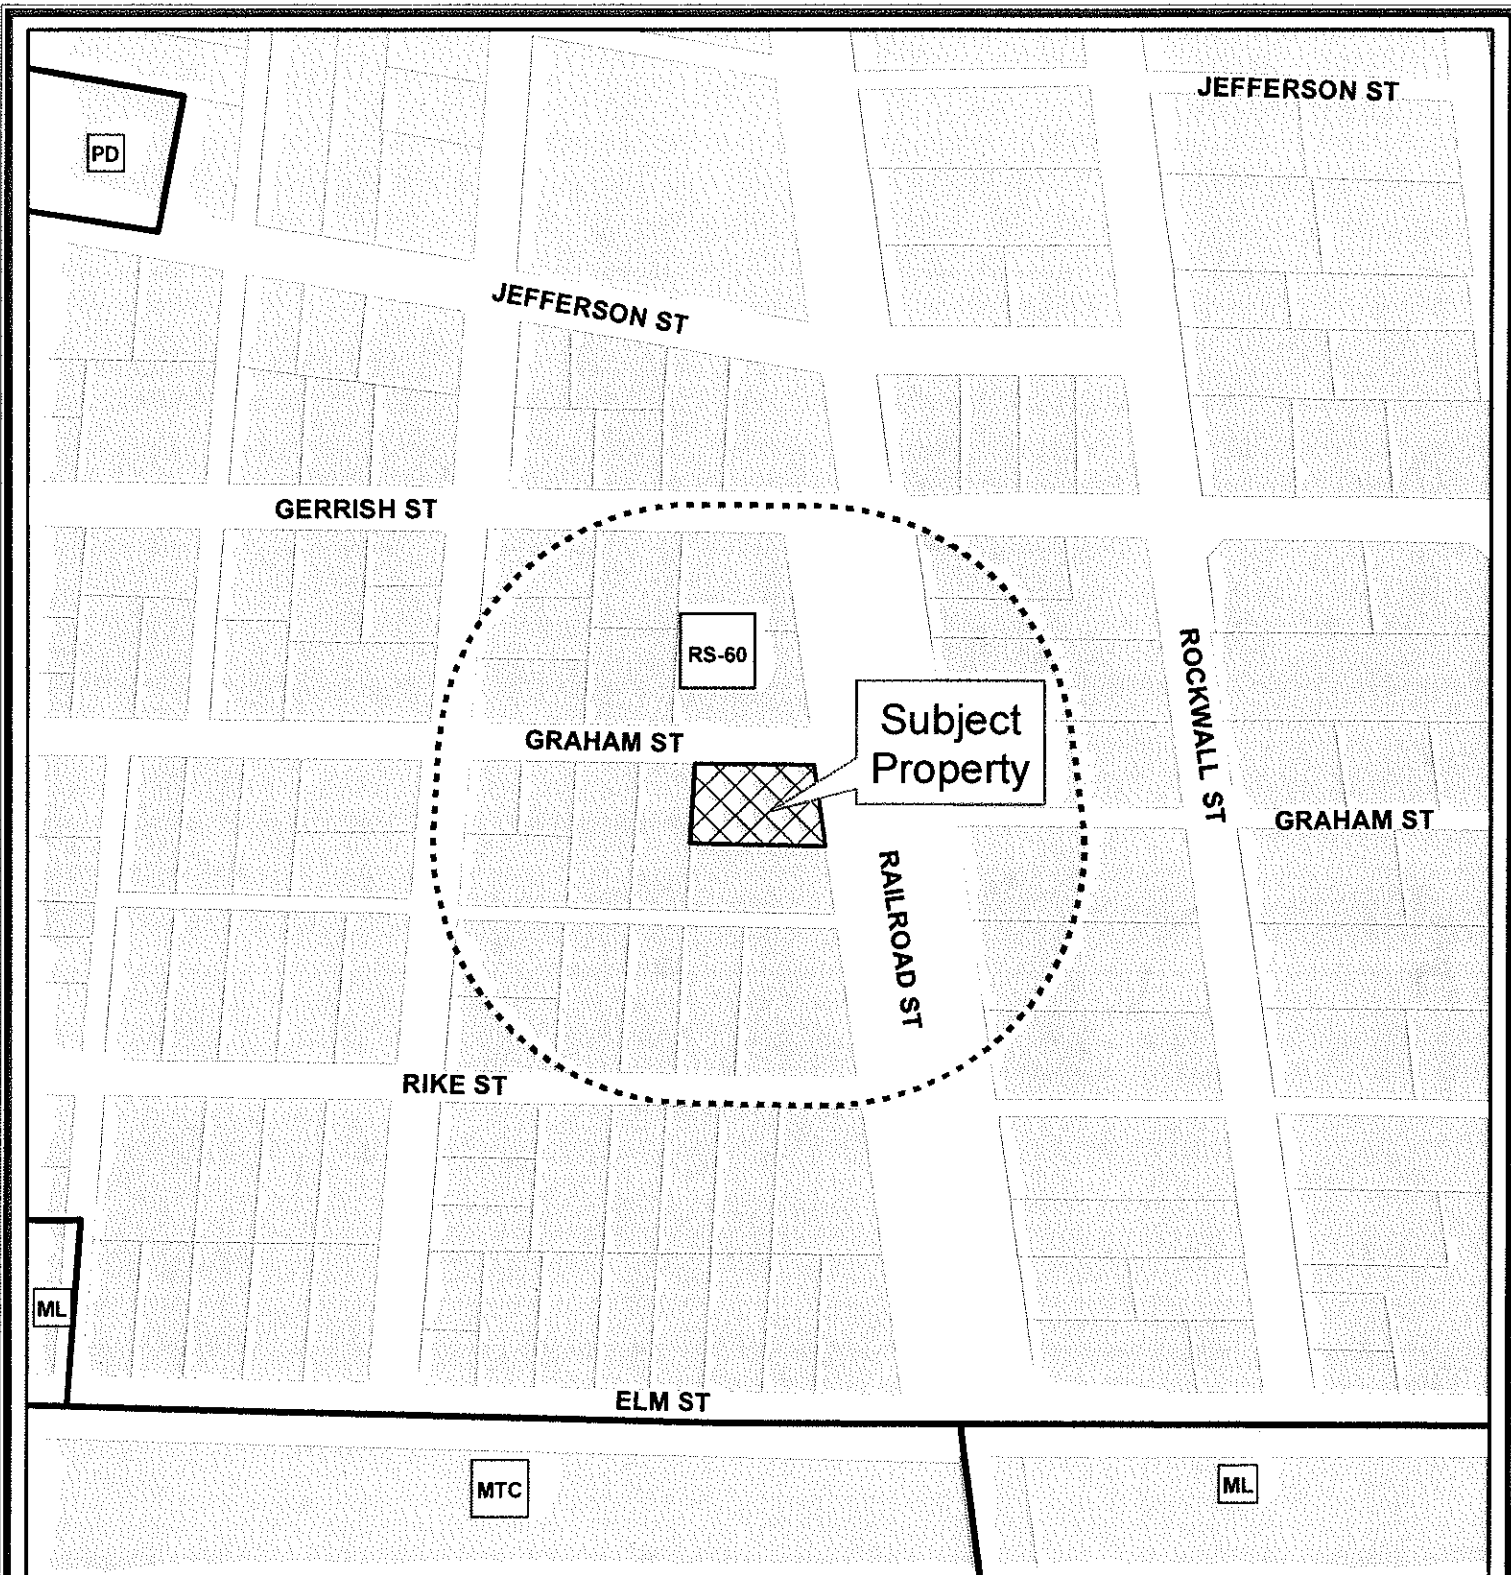 JEFFERSON ST
PD
JEFFERSON ST
GERRISH ST
RS-60
ROCKWALL ST
Subject
Property
GRAHAM ST
GRAHAM ST
RAILROAD ST
RIKE ST
ML
ELM ST
MTC
ML